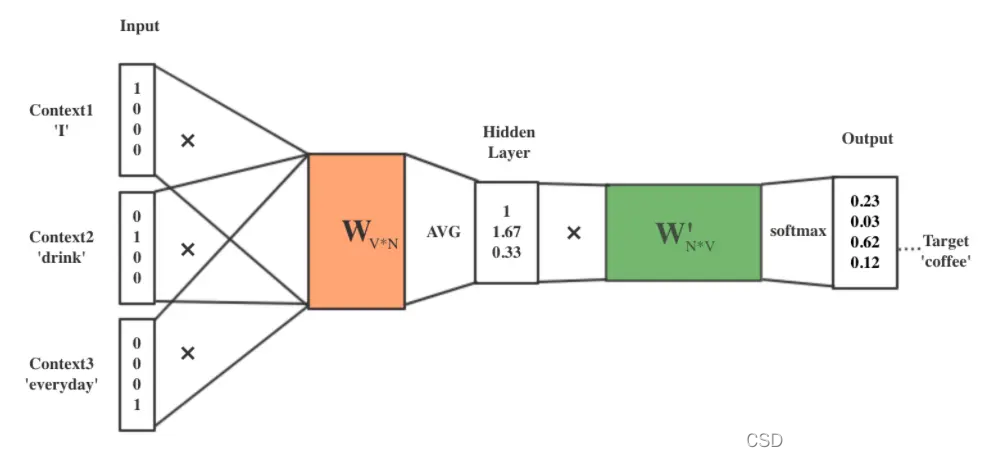 Input
Context1
'I'
1
0
0
0
×
Context2
'drink'
0
1
0
0
×
Context3
'everyday'
0
0
0
1
×
W V*N
AVG
Hidden
Layer
1
1.67
0.33
×
W' N*V
softmax
Output
0.23
0.03
0.62
0.12
Target
'coffee'
CSD